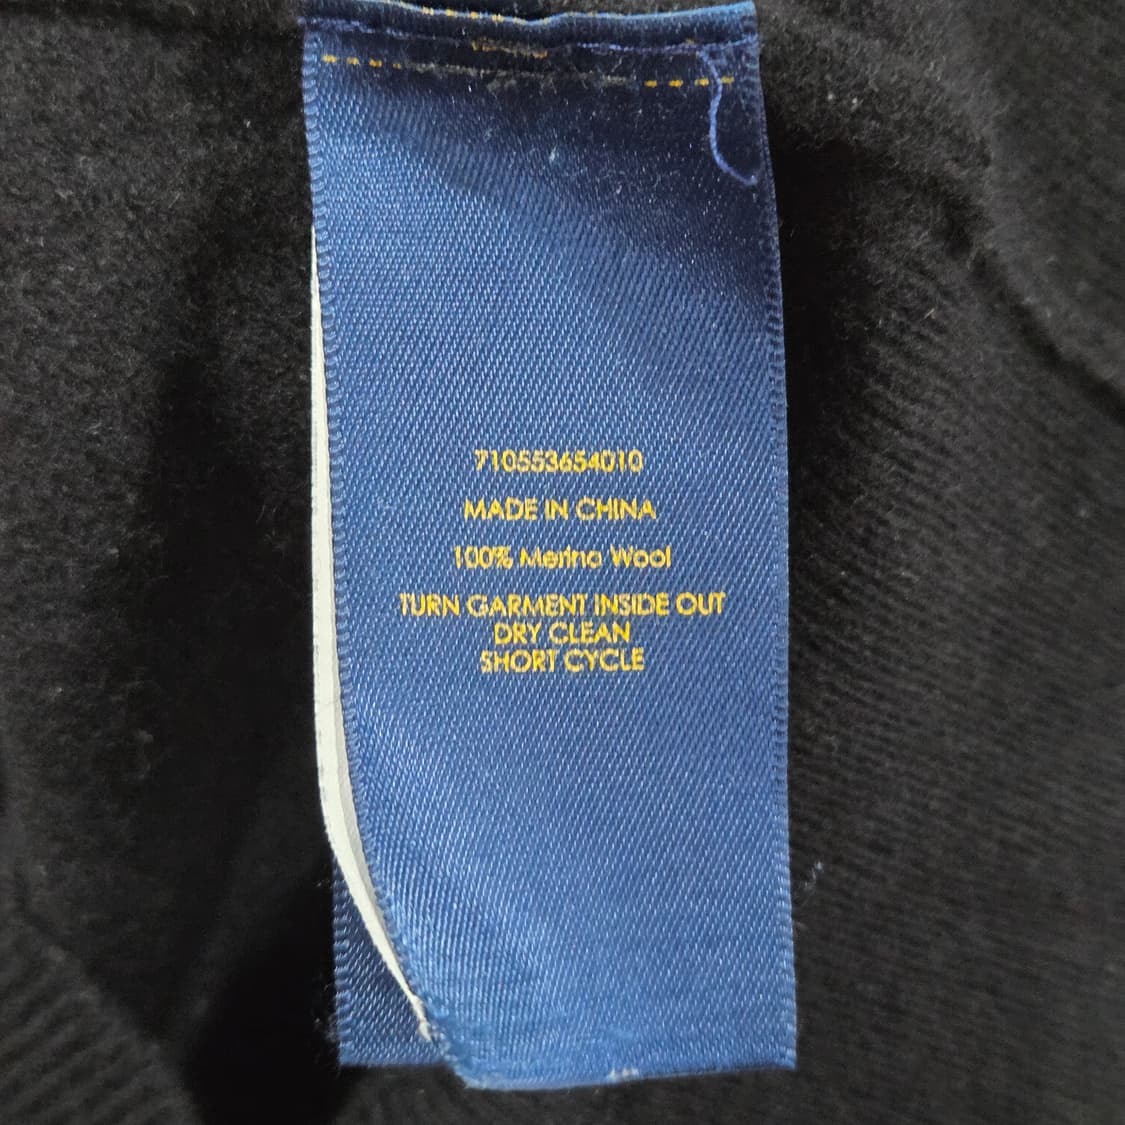 710553654010
MADE IN CHINA
100% Merino Wool
TURN GARMENT INSIDE OUT
DRY CLEAN
SHORT CYCLE